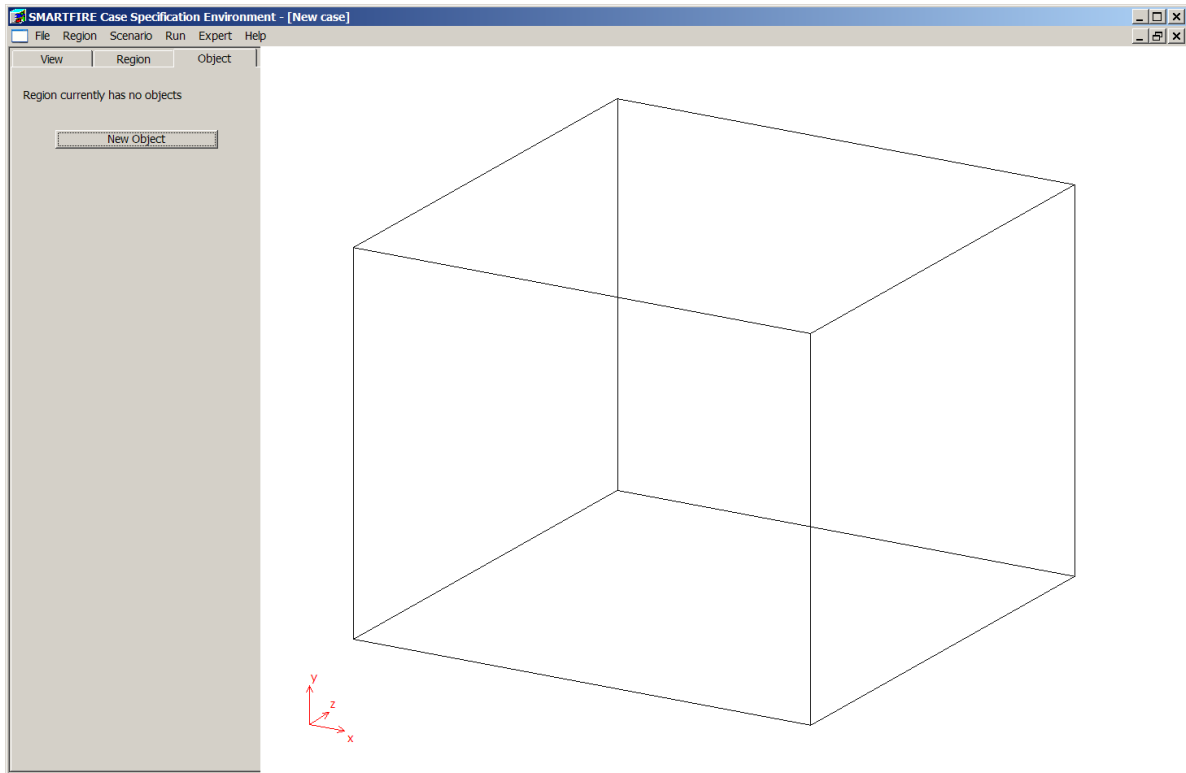 SMARTFIRE Case Specification Environment - [New case]
File Region Scenario Run Expert Help
View Region Object
Region currently has no objects
New Object
y
z
x